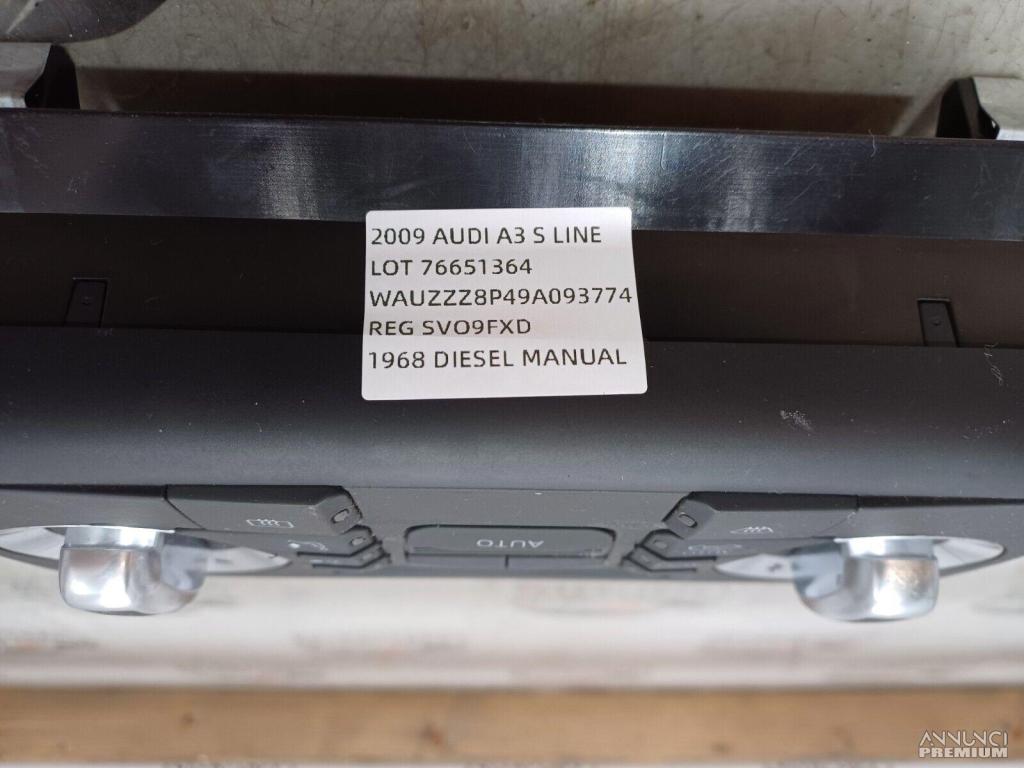 2009 AUDI A3 S LINE
LOT 76651364
WAUZZZ8P49A093774
REG SVO9FXD
1968 DIESEL MANUAL
AUTO
ANNUNCI
PREMIUM